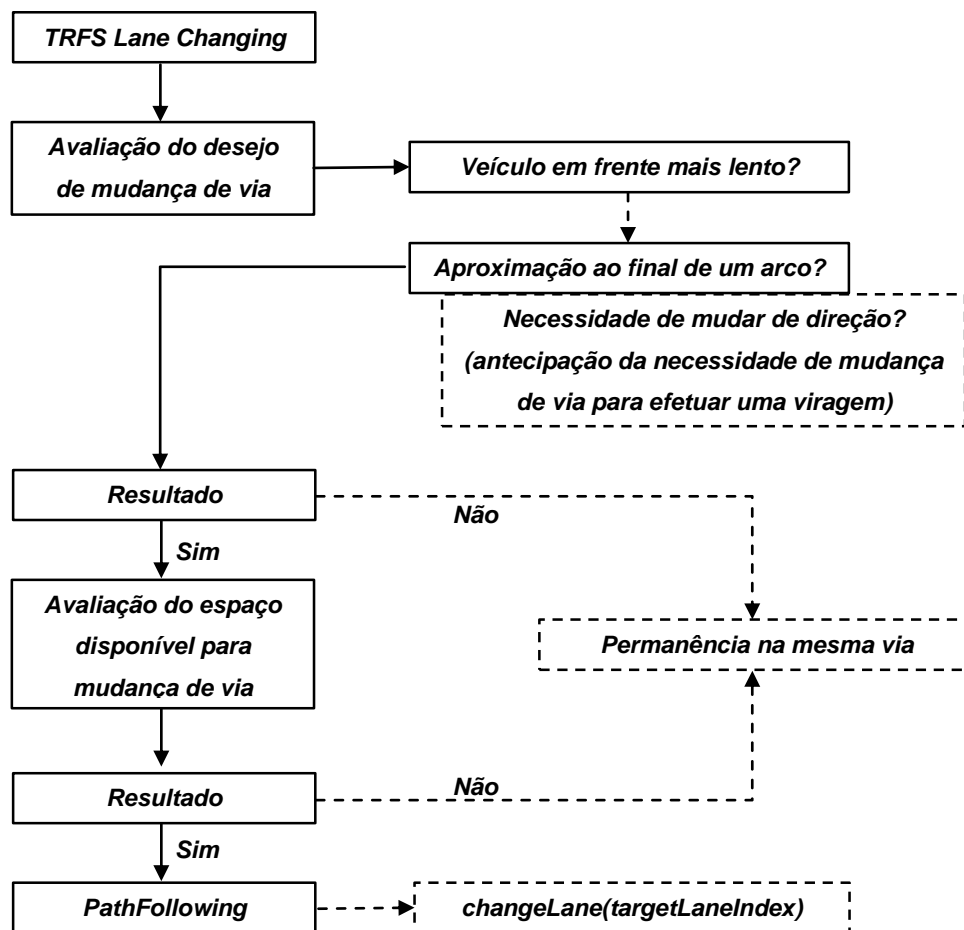 TRFS Lane Changing
Avaliação do desejo
de mudança de via
Veículo em frente mais lento?
Aproximação ao final de um arco?
Necessidade de mudar de direção?
(antecipação da necessidade de mudança
de via para efetuar uma viragem)
Resultado
Não
Sim
Avaliação do espaço
disponível para
mudança de via
Permanência na mesma via
Resultado
Não
Sim
PathFollowing
changeLane(targetLaneIndex)